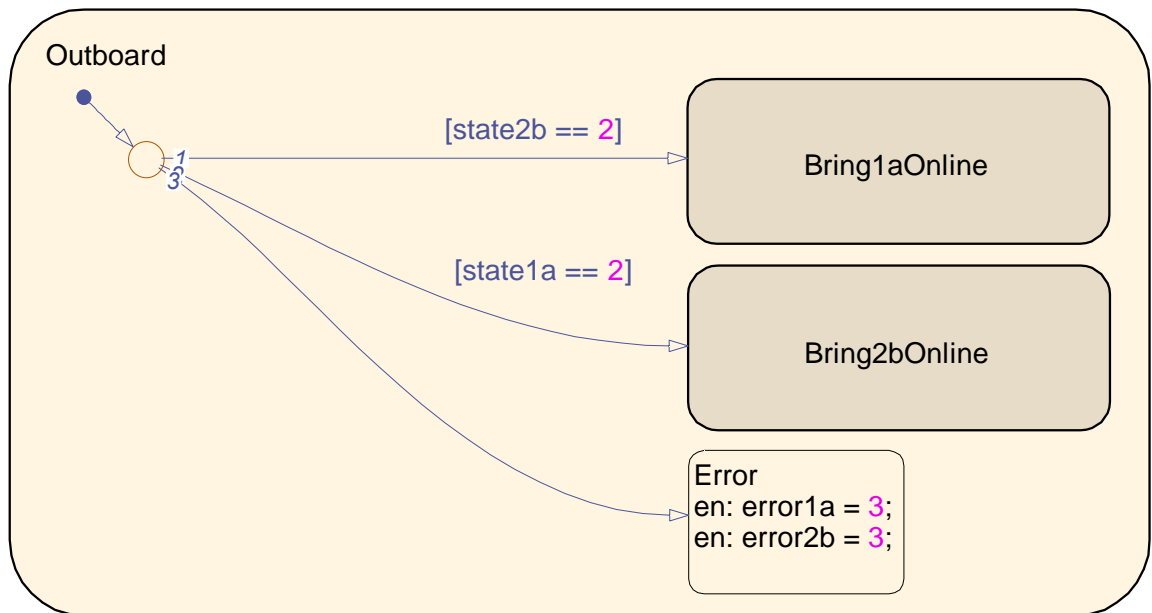 Outboard
[state2b == 2]
1
2
3
Bring1aOnline
[state1a == 2]
Bring2bOnline
Error
en: error1a = 3;
en: error2b = 3;